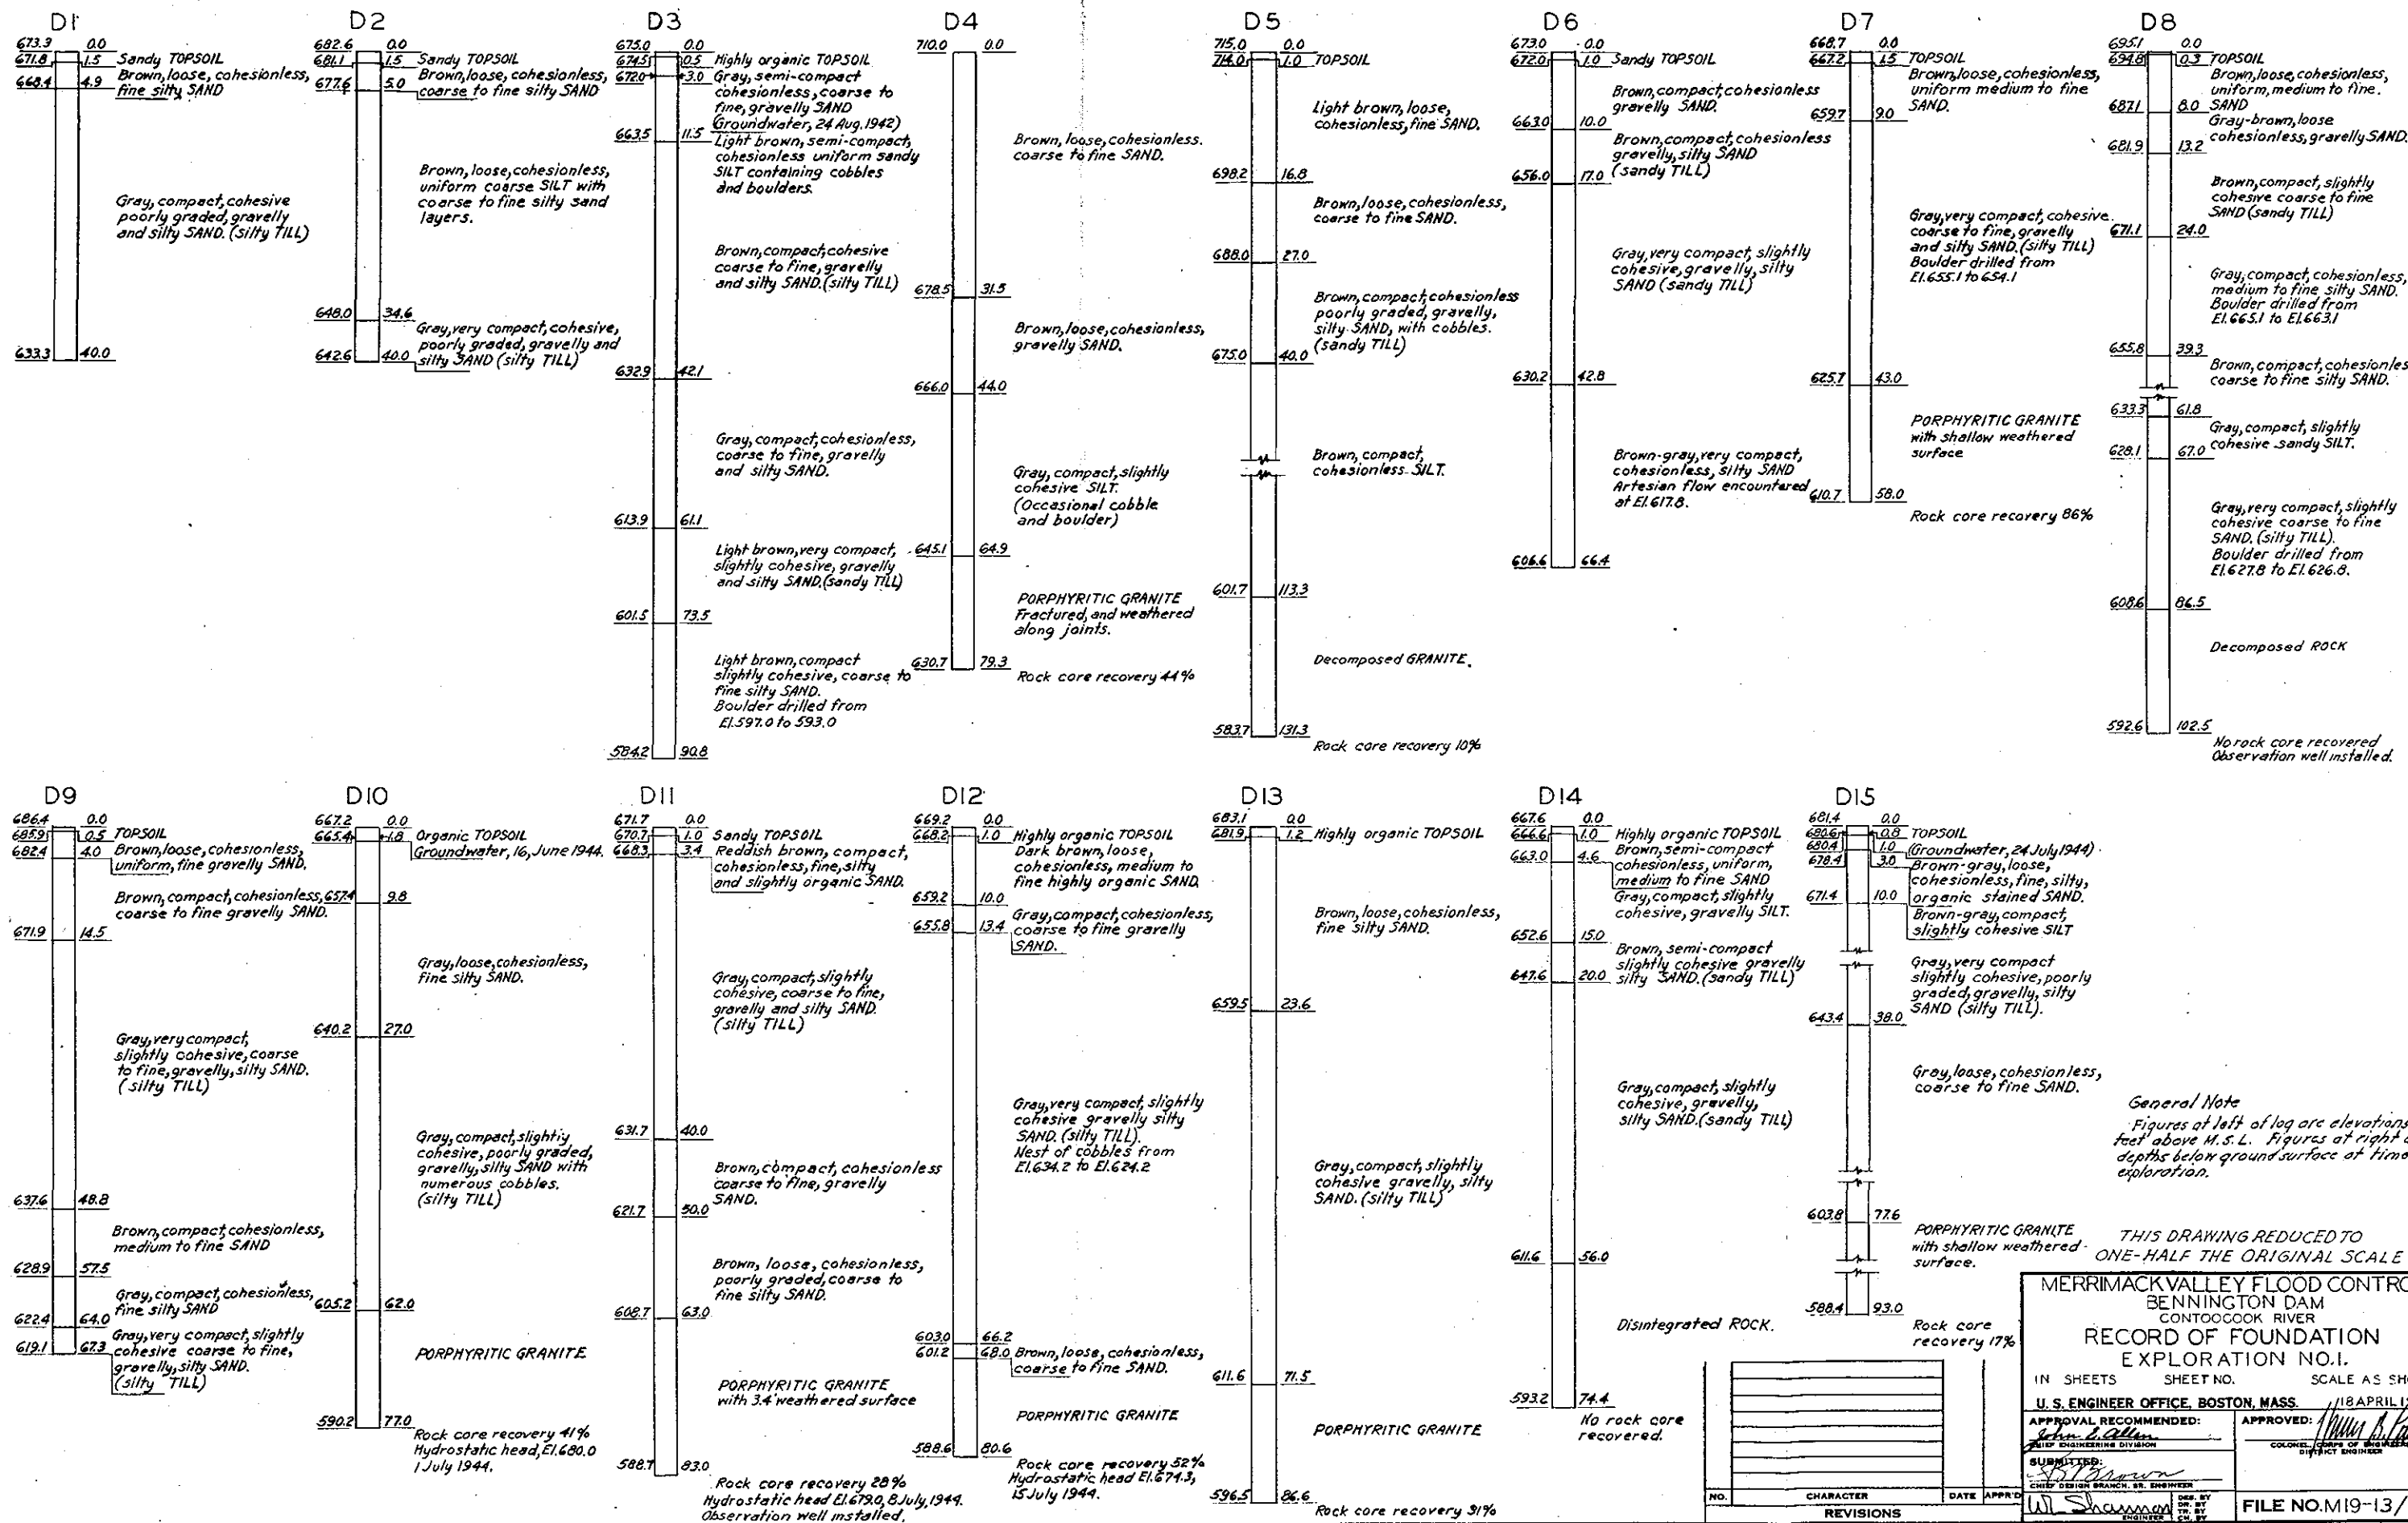 D1
673.3 0.0
671.8 1.5 Sandy TOPSOIL
668.4 4.9 Brown, loose, cohesionless,
fine silty SAND
Gray, compact, cohesive
poorly graded, gravelly
and silty SAND. (silty TILL)
633.3 40.0
D2
682.6 0.0
681.1 1.5 Sandy TOPSOIL
677.6 5.0 Brown, loose, cohesionless,
coarse to fine silty SAND
Brown, loose, cohesionless,
uniform coarse SILT with
coarse to fine silty sand
layers.
648.0 34.6
Gray, very compact, cohesive,
poorly graded, gravelly and
642.6 40.0 silty SAND (silty TILL)
D3
675.0 0.0
674.5 0.5 Highly organic TOPSOIL
672.0 3.0 Gray, semi-compact
cohesionless, coarse to
fine, gravelly SAND
(Groundwater, 24 Aug. 1942)
663.5 11.5 Light brown, semi-compact,
cohesionless uniform sandy
SILT containing cobbles
and boulders.
Brown, compact, cohesive
coarse to fine, gravelly
and silty SAND. (silty TILL)
632.9 42.1
Gray, compact, cohesionless,
coarse to fine, gravelly
and silty SAND.
613.9 61.1
Light brown, very compact,
slightly cohesive, gravelly
and silty SAND. (sandy TILL)
601.5 73.5
Light brown, compact
slightly cohesive, coarse to
fine silty SAND.
Boulder drilled from
El. 597.0 to 593.0
584.2 90.8
D4
710.0 0.0
Brown, loose, cohesionless.
coarse to fine SAND.
678.5 31.5
Brown, loose, cohesionless,
gravelly SAND.
666.0 44.0
Gray, compact, slightly
cohesive SILT.
(Occasional cobble
and boulder)
645.1 64.9
PORPHYRITIC GRANITE
Fractured, and weathered
along joints.
630.7 79.3
Rock core recovery 44%
D5
715.0 0.0
714.0 1.0 TOPSOIL
Light brown, loose,
cohesionless, fine SAND.
698.2 16.8
Brown, loose, cohesionless,
coarse to fine SAND.
688.0 27.0
Brown, compact, cohesionless
poorly graded, gravelly,
silty SAND, with cobbles.
(sandy TILL)
675.0 40.0
Brown, compact,
cohesionless SILT.
601.7 113.3
Decomposed GRANITE.
583.7 131.3
Rock core recovery 10%
D6
673.0 0.0
672.0 1.0 Sandy TOPSOIL
Brown, compact, cohesionless
gravelly SAND.
663.0 10.0
Brown, compact, cohesionless
gravelly, silty SAND
656.0 17.0 (sandy TILL)
Gray, very compact, slightly
cohesive, gravelly, silty
SAND (sandy TILL)
630.2 42.8
Brown-gray, very compact,
cohesionless, silty SAND
Artesian flow encountered
at El. 617.8.
606.6 66.4
D7
668.7 0.0
667.2 1.5 TOPSOIL
Brown, loose, cohesionless,
uniform medium to fine
SAND.
659.7 9.0
Gray, very compact, cohesive.
coarse to fine, gravelly
and silty SAND. (silty TILL)
Boulder drilled from
El. 655.1 to 654.1
625.7 43.0
PORPHYRITIC GRANITE
with shallow weathered
surface
610.7 58.0
Rock core recovery 86%
D8
695.1 0.0
694.8 0.3 TOPSOIL
Brown, loose, cohesionless,
uniform, medium to fine.
687.1 8.0 SAND
Gray-brown, loose
cohesionless, gravelly SAND.
681.9 13.2
Brown, compact, slightly
cohesive coarse to fine
SAND (sandy TILL)
671.1 24.0
Gray, compact, cohesionless,
medium to fine silty SAND.
Boulder drilled from
El. 665.1 to El. 663.1
655.8 39.3
Brown, compact, cohesionles
coarse to fine silty SAND.
633.3 61.8
Gray, compact, slightly
cohesive sandy SILT.
628.1 67.0
Gray, very compact, slightly
cohesive coarse to fine
SAND. (silty TILL).
Boulder drilled from
El. 627.8 to El. 626.8.
608.6 86.5
Decomposed ROCK
592.6 102.5
No rock core recovered
Observation well installed.
D9
686.4 0.0
685.9 0.5 TOPSOIL
682.4 4.0 Brown, loose, cohesionless,
uniform, fine gravelly SAND.
Brown, compact, cohesionless,
coarse to fine gravelly SAND.
671.9 14.5
Gray, very compact,
slightly cohesive, coarse
to fine, gravelly, silty SAND.
(silty TILL)
637.6 48.8
Brown, compact, cohesionless,
medium to fine SAND
628.9 57.5
Gray, compact, cohesionless,
fine silty SAND
622.4 64.0
Gray, very compact, slightly
619.1 67.3 cohesive coarse to fine,
gravelly, silty SAND.
(silty TILL)
D10
667.2 0.0
665.4 1.8 Organic TOPSOIL
Groundwater, 16, June 1944.
657.4 9.8
Gray, loose, cohesionless,
fine silty SAND.
640.2 27.0
Gray, compact, slightly
cohesive, poorly graded,
gravelly, silty SAND with
numerous cobbles.
(silty TILL)
605.2 62.0
PORPHYRITIC GRANITE
590.2 77.0
Rock core recovery 41%
Hydrostatic head, El. 680.0
1 July 1944.
D11
671.7 0.0
670.7 1.0 Sandy TOPSOIL
668.3 3.4 Reddish brown, compact,
cohesionless, fine, silty
and slightly organic SAND.
Gray, compact, slightly
cohesive, coarse to fine,
gravelly and silty SAND.
(silty TILL)
631.7 40.0
Brown, compact, cohesionless
coarse to fine, gravelly
SAND.
621.7 50.0
Brown, loose, cohesionless,
poorly graded, coarse to
fine silty SAND.
608.7 63.0
PORPHYRITIC GRANITE
with 3.4' weathered surface
588.7 83.0
Rock core recovery 28%
Hydrostatic head El. 679.0, 8 July, 1944.
Observation well installed.
D12
669.2 0.0
668.2 1.0 Highly organic TOPSOIL
Dark brown, loose,
cohesionless, medium to
fine highly organic SAND.
659.2 10.0
Gray, compact, cohesionless,
655.8 13.4 coarse to fine gravelly
SAND.
Gray, very compact, slightly
cohesive gravelly silty
SAND. (silty TILL).
Nest of cobbles from
El. 634.2 to El. 624.2
603.0 66.2
601.2 68.0 Brown, loose, cohesionless,
coarse to fine SAND.
PORPHYRITIC GRANITE
588.6 80.6
Rock core recovery 52%
Hydrostatic head El. 674.3,
15 July 1944.
D13
683.1 0.0
681.9 1.2 Highly organic TOPSOIL
Brown, loose, cohesionless,
fine silty SAND.
659.5 23.6
Gray, compact, slightly
cohesive gravelly, silty
SAND. (silty TILL)
611.6 71.5
PORPHYRITIC GRANITE
596.5 86.6
Rock core recovery 31%
D14
667.6 0.0
666.6 1.0 Highly organic TOPSOIL
Brown, semi-compact
663.0 4.6 cohesionless, uniform,
medium to fine SAND
Gray, compact, slightly
cohesive, gravelly SILT.
652.6 15.0
Brown, semi-compact
slightly cohesive gravelly
647.6 20.0 silty SAND. (sandy TILL)
Gray, compact, slightly
cohesive, gravelly,
silty SAND. (sandy TILL)
611.6 56.0
Disintegrated ROCK.
593.2 74.4
No rock core
recovered.
D15
681.4 0.0
680.6 0.8 TOPSOIL
680.4 1.0 (Groundwater, 24 July 1944)
678.4 3.0 Brown-gray, loose,
cohesionless, fine, silty,
671.4 10.0 organic stained SAND.
Brown-gray, compact,
slightly cohesive SILT
Gray, very compact
slightly cohesive, poorly
graded, gravelly, silty
SAND (silty TILL).
643.4 38.0
Gray, loose, cohesionless,
coarse to fine SAND.
603.8 77.6
PORPHYRITIC GRANITE
with shallow weathered
surface.
588.4 93.0
Rock core
recovery 17%
General Note
Figures at left of log are elevations
feet above M.S.L. Figures at right
depths below ground surface at time
exploration.
THIS DRAWING REDUCED TO
ONE-HALF THE ORIGINAL SCALE
MERRIMACK VALLEY FLOOD CONTRO
BENNINGTON DAM
CONTOOCOOK RIVER
RECORD OF FOUNDATION
EXPLORATION NO.1.
IN SHEETS SHEET NO. SCALE AS SH
U. S. ENGINEER OFFICE, BOSTON, MASS. 18 APRIL
APPROVAL RECOMMENDED: APPROVED:
John E. Allen
CHIEF ENGINEERING DIVISION
COLONEL, CORPS OF ENGINEERS
DISTRICT ENGINEER
SUBMITTED:
Brown
CHIEF DESIGN BRANCH, SR. ENGINEER
W. Shannon
ENGINEER
DES. BY
DR. BY
TR. BY
CH. BY
FILE NO. M19-13/
NO. CHARACTER DATE APPR'D
REVISIONS